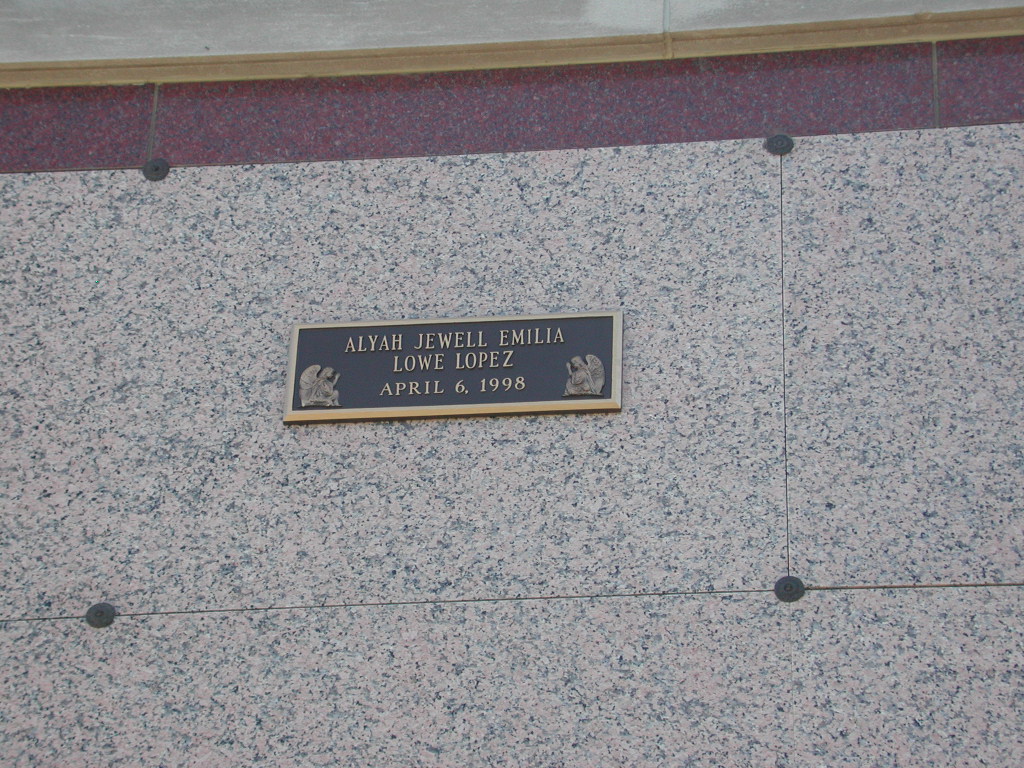 ALYAH JEWELL EMILIA
LOWE LOPEZ
APRIL 6, 1998